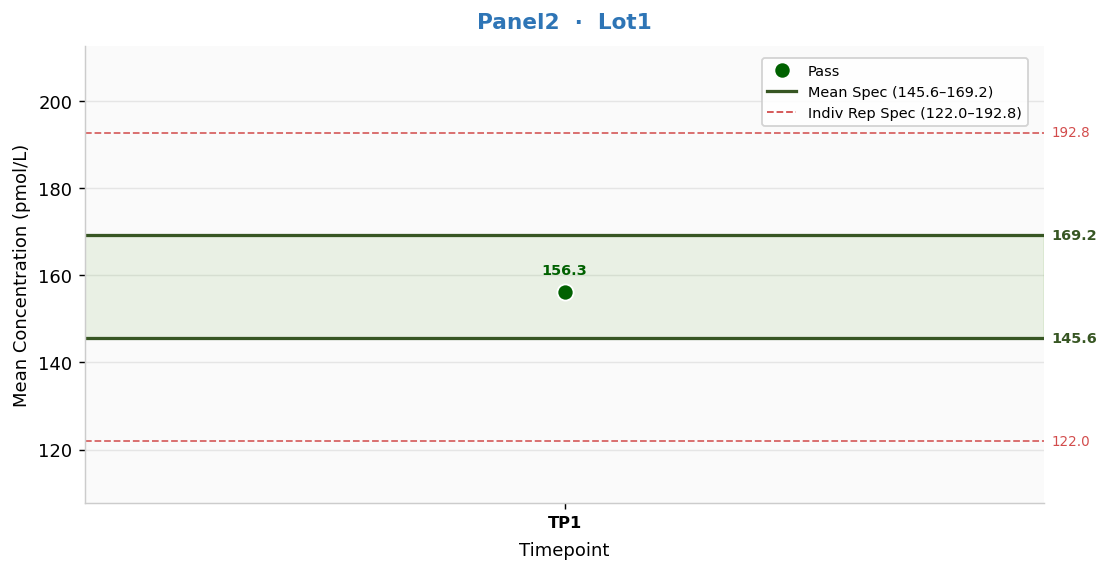 Panel2  ·  Lot1
Pass
Mean Spec (145.6–169.2)
Indiv Rep Spec (122.0–192.8)
Mean Concentration (pmol/L)
200
180
160
140
120
192.8
169.2
156.3
145.6
122.0
TP1
Timepoint